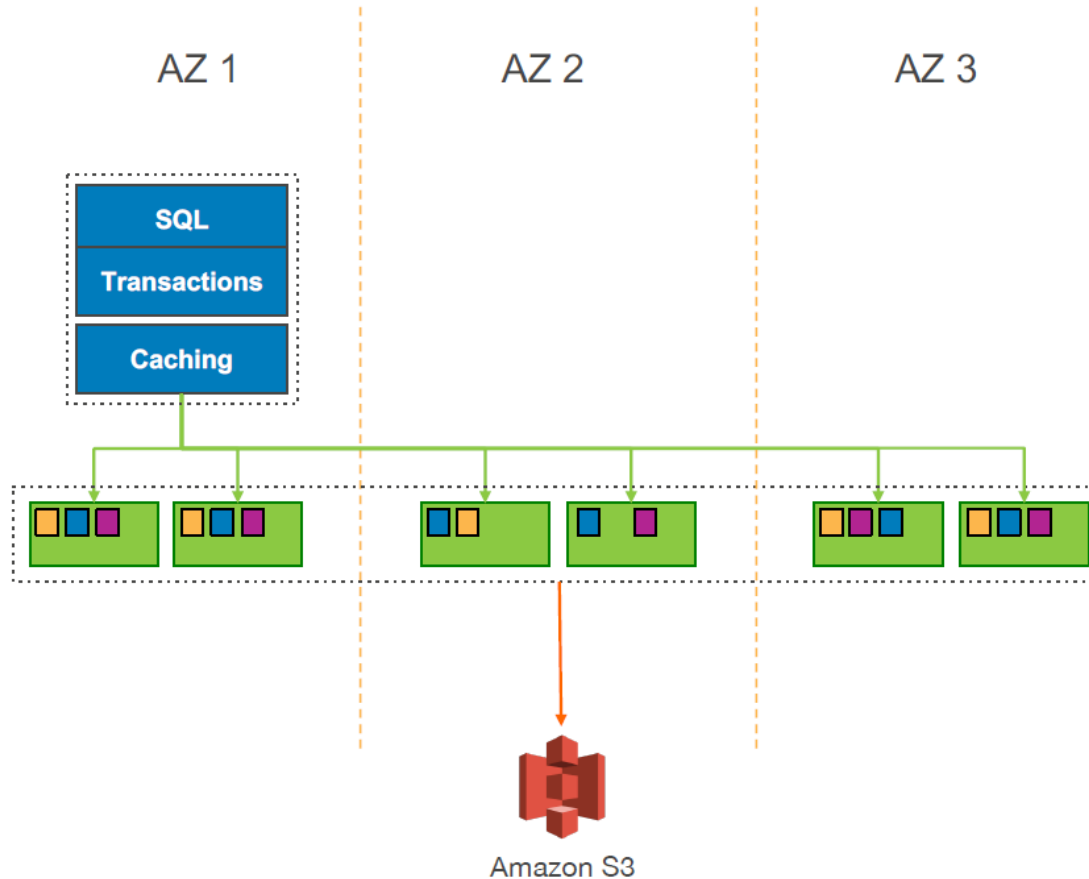 AZ 1
AZ 2
AZ 3
SQL
Transactions
Caching
Amazon S3